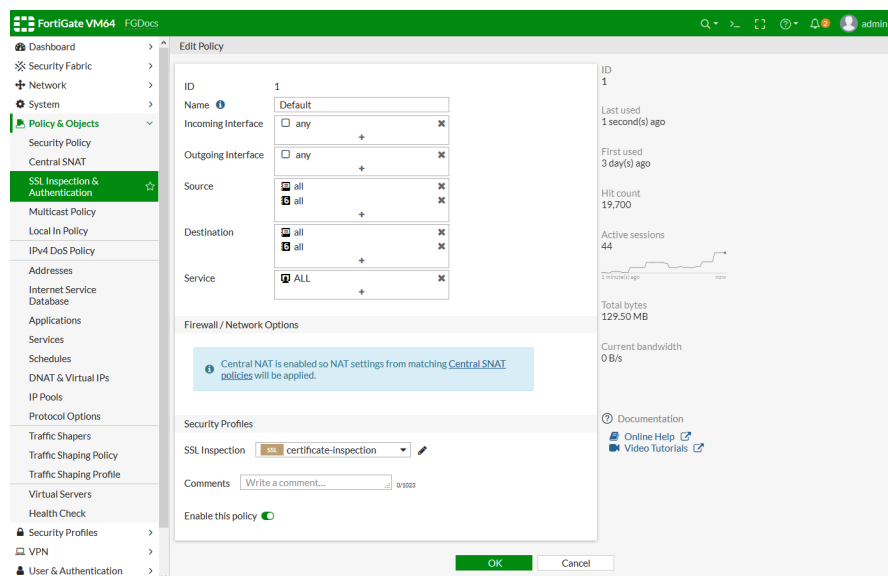 FortiGate VM64 FGDocs
>_
2
admin
Dashboard
Security Fabric
Network
System
Policy & Objects
Security Policy
Central SNAT
SSL Inspection &
Authentication
Multicast Policy
Local In Policy
IPv4 DoS Policy
Addresses
Internet Service
Database
Applications
Services
Schedules
DNAT & Virtual IPs
IP Pools
Protocol Options
Traffic Shapers
Traffic Shaping Policy
Traffic Shaping Profile
Virtual Servers
Health Check
Security Profiles
VPN
User & Authentication
Edit Policy
ID 1
Name Default
Incoming Interface any
+
Outgoing Interface any
+
Source all
6 all
+
Destination all
6 all
+
Service ALL
+
Firewall / Network Options
Central NAT is enabled so NAT settings from matching Central SNAT
policies will be applied.
Security Profiles
SSL Inspection SSL certificate-inspection
Comments Write a comment... 0/1023
Enable this policy
OK Cancel
ID
1
Last used
1 second(s) ago
First used
3 day(s) ago
Hit count
19,700
Active sessions
44
1 minute(s) ago now
Total bytes
129.50 MB
Current bandwidth
0 B/s
Documentation
Online Help
Video Tutorials